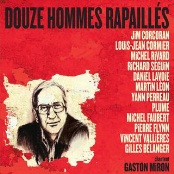 DOUZE HOMMES RAPAILLÉS
JIM CORCORAN
LOUIS-JEAN CORMIER
MICHEL RIVARD
RICHARD SÉGUIN
DANIEL LAVOIE
MARTIN LÉON
YANN PERREAU
PLUME
MICHEL FAUBERT
PIERRE FLYNN
VINCENT VALLIÈRES
GILLES BÉLANGER
chantent
GASTON MIRON